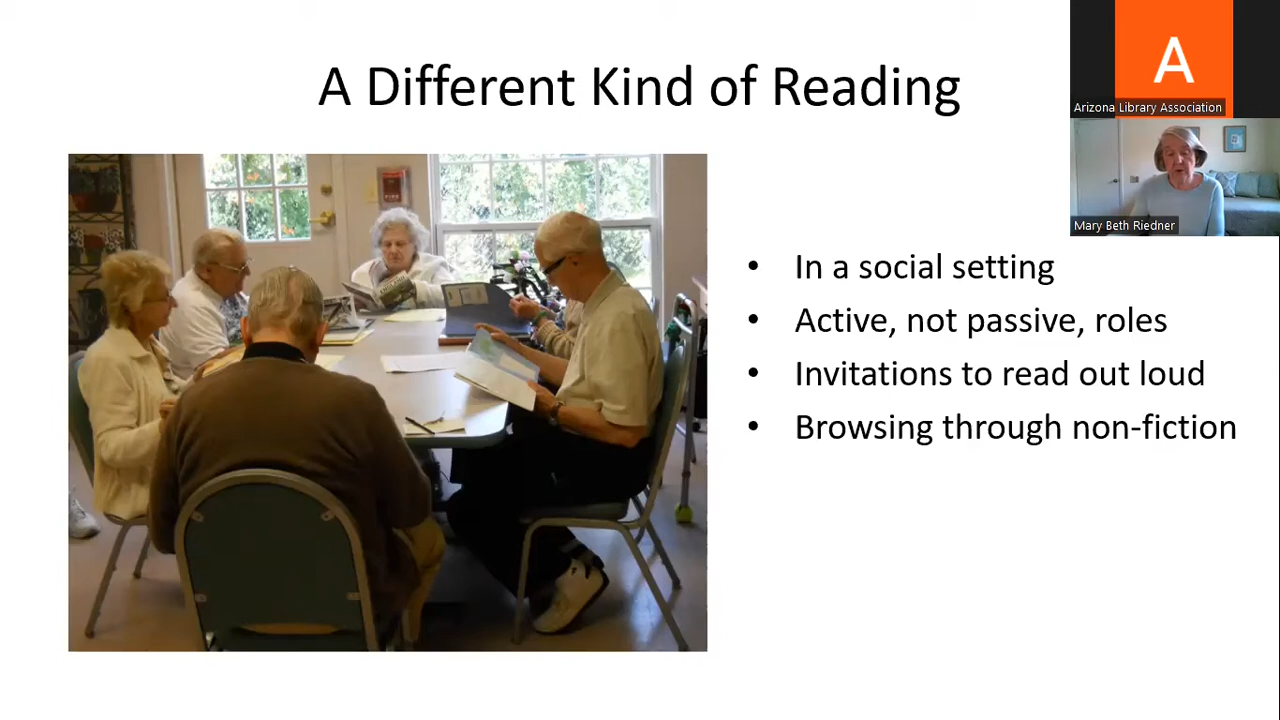 A Different Kind of Reading
A
Arizona Library Association
Mary Beth Riedner
• In a social setting
• Active, not passive, roles
• Invitations to read out loud
• Browsing through non-fiction